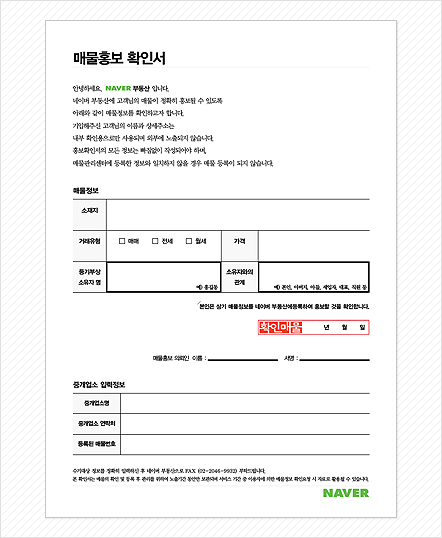 매물홍보 확인서
안녕하세요, NAVER 부동산 입니다.
네이버 부동산에 고객님의 매물이 정확히 홍보될 수 있도록
아래와 같이 매물정보를 확인하고자 합니다.
기입해주신 고객님의 이름과 상세주소는
내부 확인용으로만 사용되며 외부에 노출되지 않습니다.
홍보확인서의 모든 정보는 빠짐없이 작성되어야 하며,
매물관리센터에 등록한 정보와 일치하지 않을 경우 매물 등록이 되지 않습니다.
매물정보
소재지
거래유형 □ 매매 □ 전세 □ 월세 가격
등기부상 소유자 명 예) 홍길동 소유자와의 관계 예) 본인, 아버지, 아들, 세입자, 대표, 직원 등
본인은 상기 매물정보를 네이버 부동산에등록하여 홍보할 것을 확인합니다.
확인마을 년 월 일
매물홍보 의뢰인 이름 : 서명 :
중개업소 입력정보
중개업소명
중개업소 연락처
등록된 매물번호
수기작성 정보를 정확히 입력하신 후 네이버 부동산으로 FAX (02-2046-9932) 부탁드립니다.
본 확인서는 매물의 확인 및 등록 후 관리를 위하여 노출기간 동안만 보관되며 서비스 기간 중 이용자에 의한 매물정보 확인요청 시 자료로 활용될 수 있습니다.
NAVER